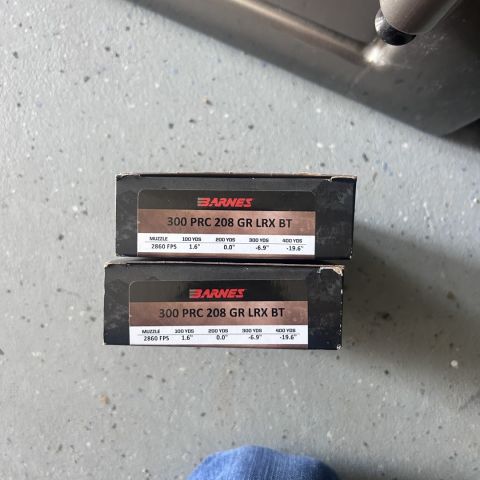 BARNES
300 PRC 208 GR LRX BT
MUZZLE 100 YDS 200 YDS 300 YDS 400 YDS
2860 FPS 1.6" 0.0" -6.9" -19.6"
BARNES
300 PRC 208 GR LRX BT
MUZZLE 100 YDS 200 YDS 300 YDS 400 YDS
2860 FPS 1.6" 0.0" -6.9" -19.6"